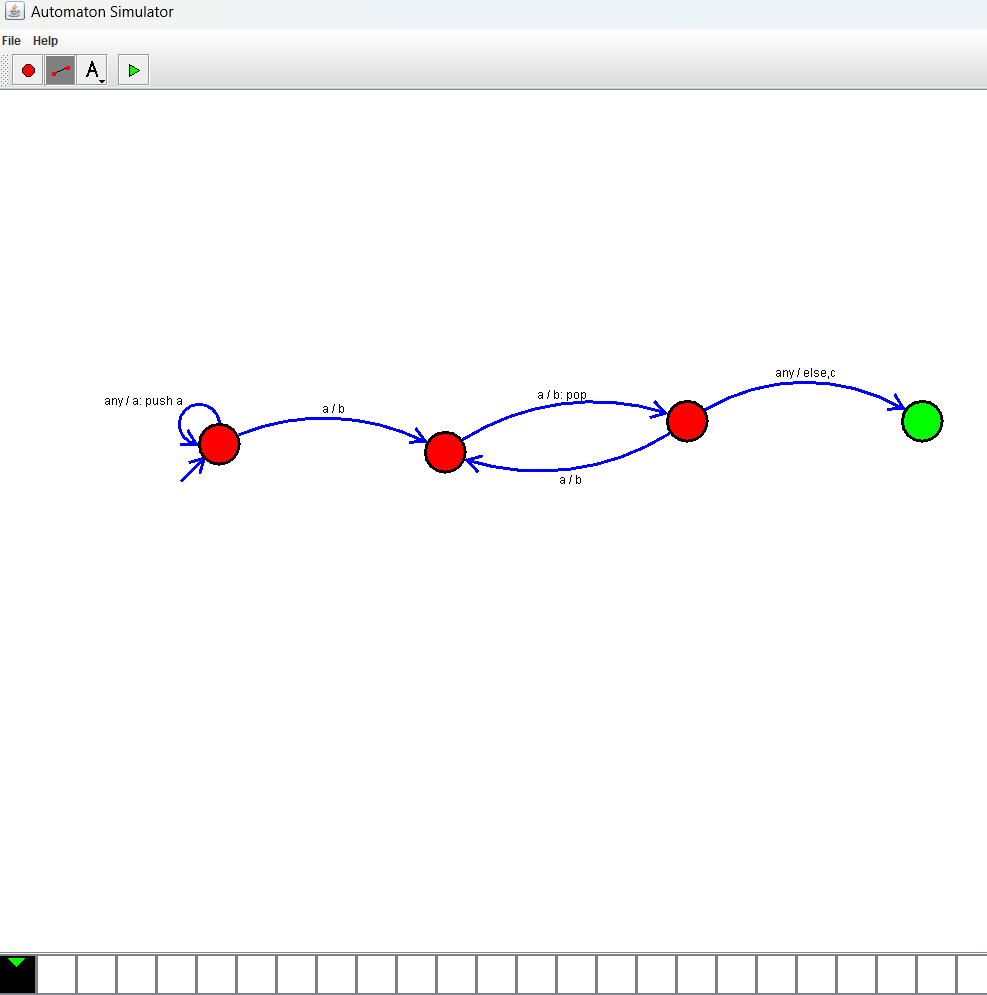 Automaton Simulator
File Help
A
any / else,c
a / b: pop
any / a: push a
a / b
a / b